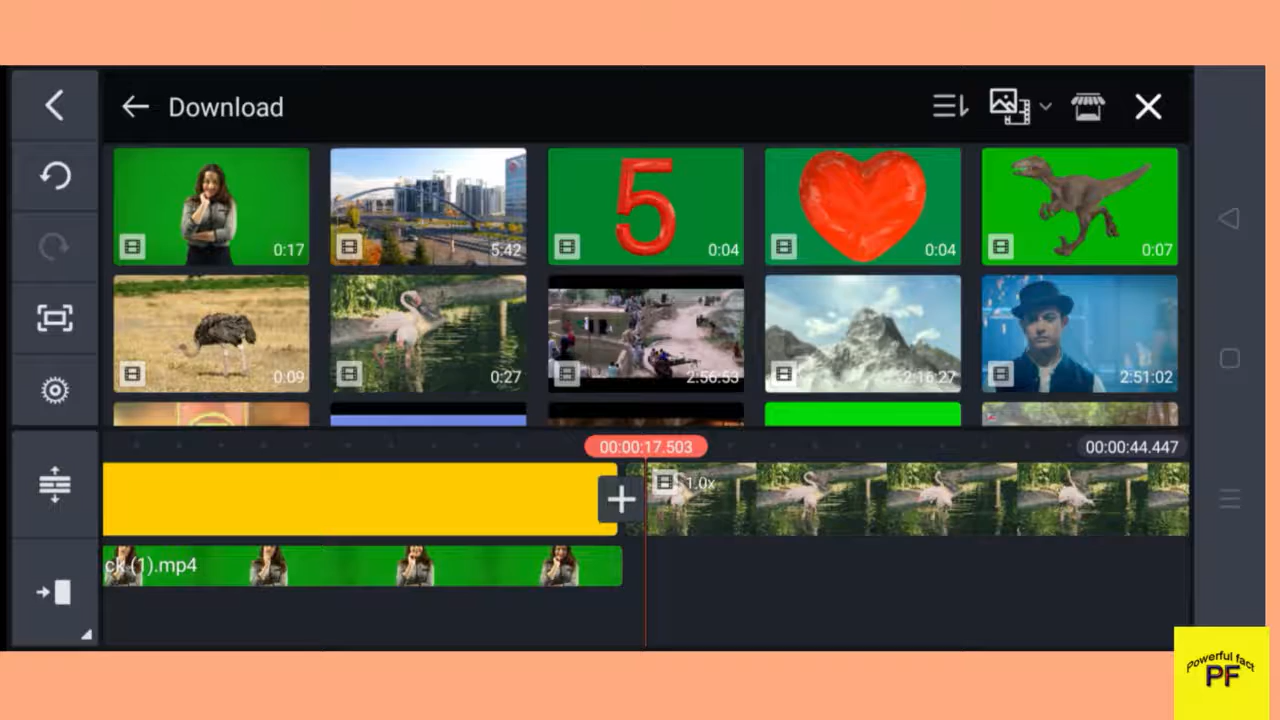 Download
0:17
5:42
5
0:04
0:04
0:07
0:09
0:27
2:56:53
2:16:27
2:51:02
00:00:17.503
00:00:44.447
1.0x
ck (1).mp4
Powerful fact
PF